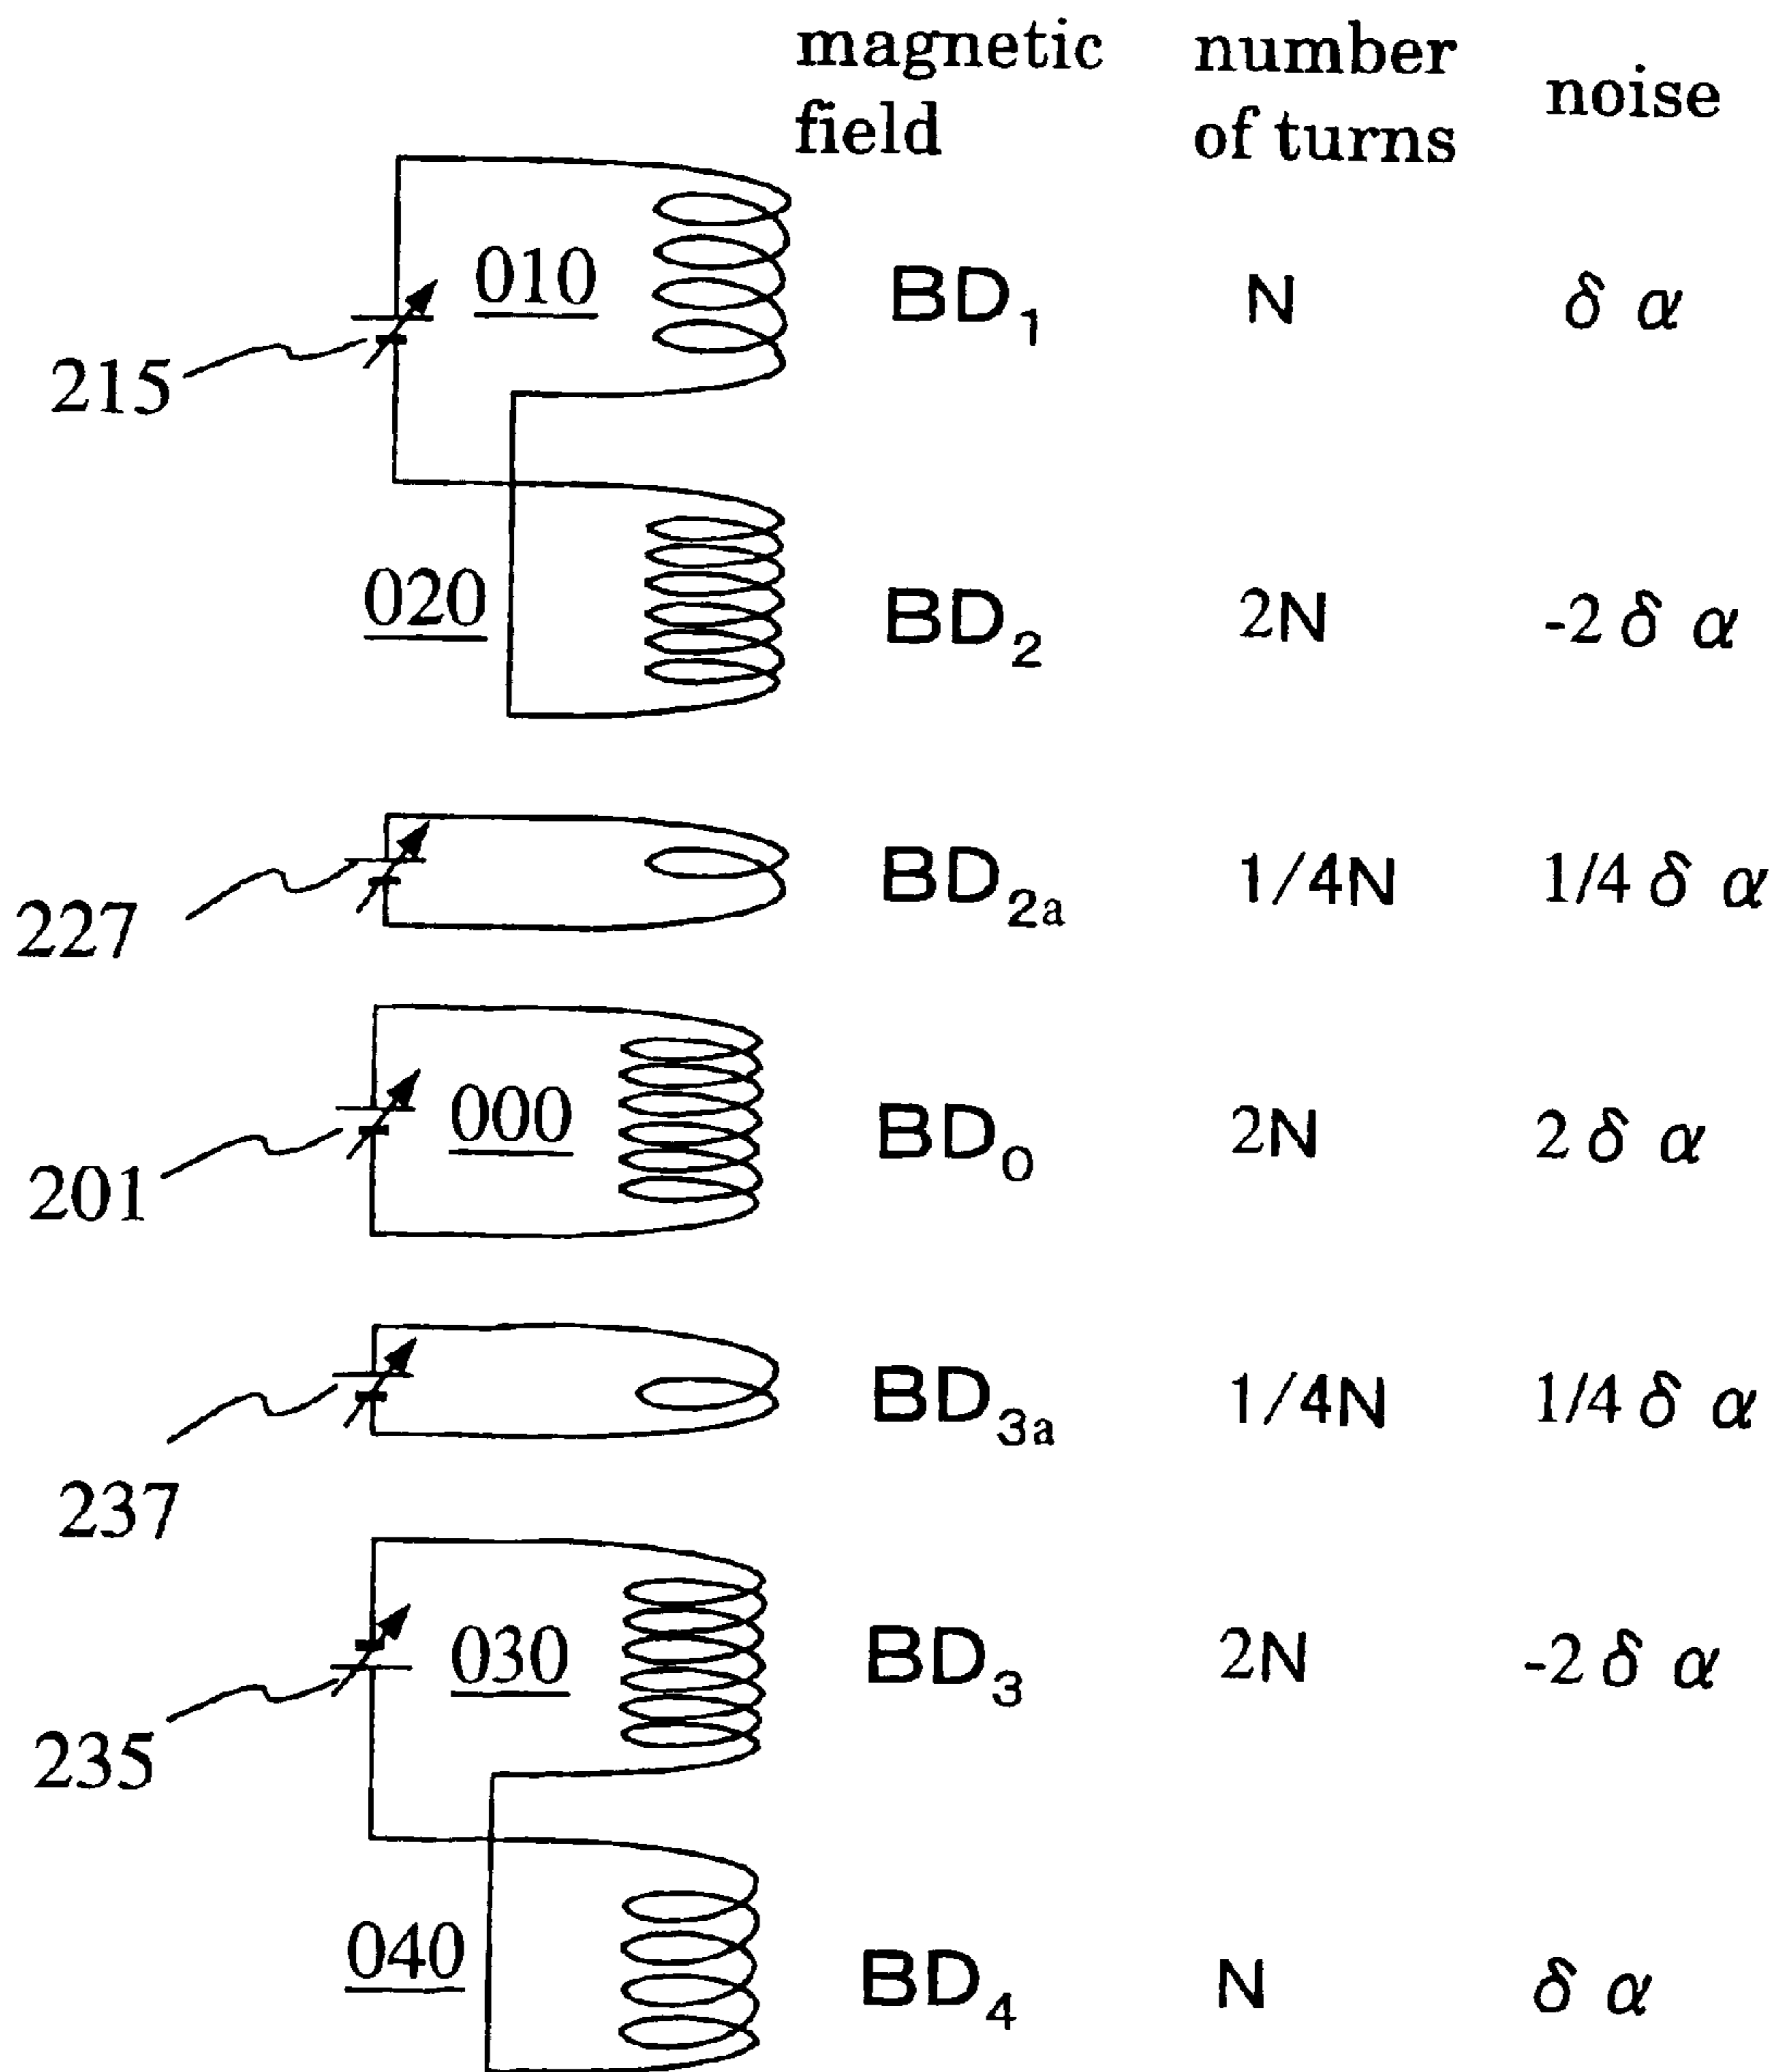 magnetic field number of turns noise
010 BD₁ N δ α
215
020 BD₂ 2N -2 δ α
227 BD₂ₐ 1/4N 1/4 δ α
000 BD₀ 2N 2 δ α
201
237 BD₃ₐ 1/4N 1/4 δ α
030 BD₃ 2N -2 δ α
235
040 BD₄ N δ α